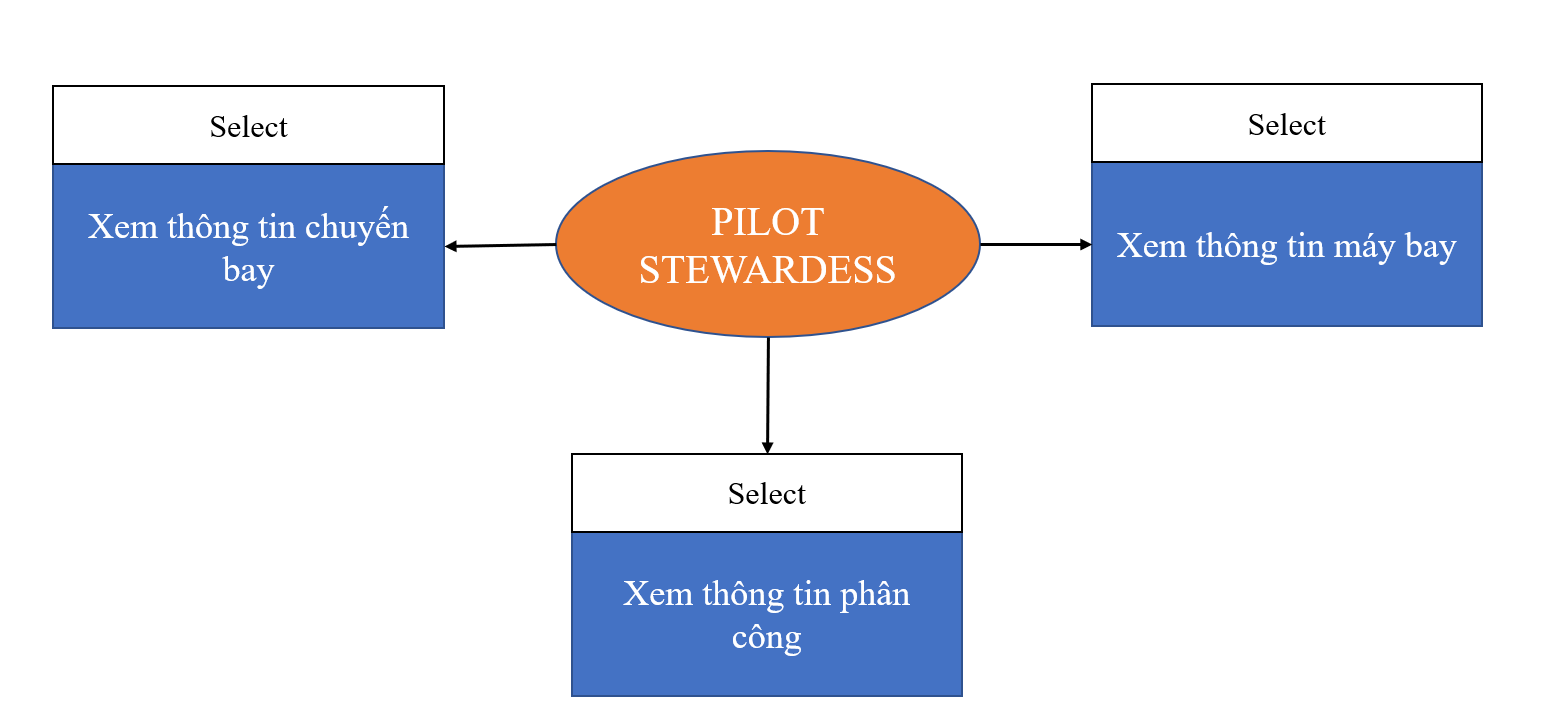 Select
Xem thông tin chuyến
bay
PILOT
STEWARDESS
Select
Xem thông tin máy bay
Select
Xem thông tin phân
công